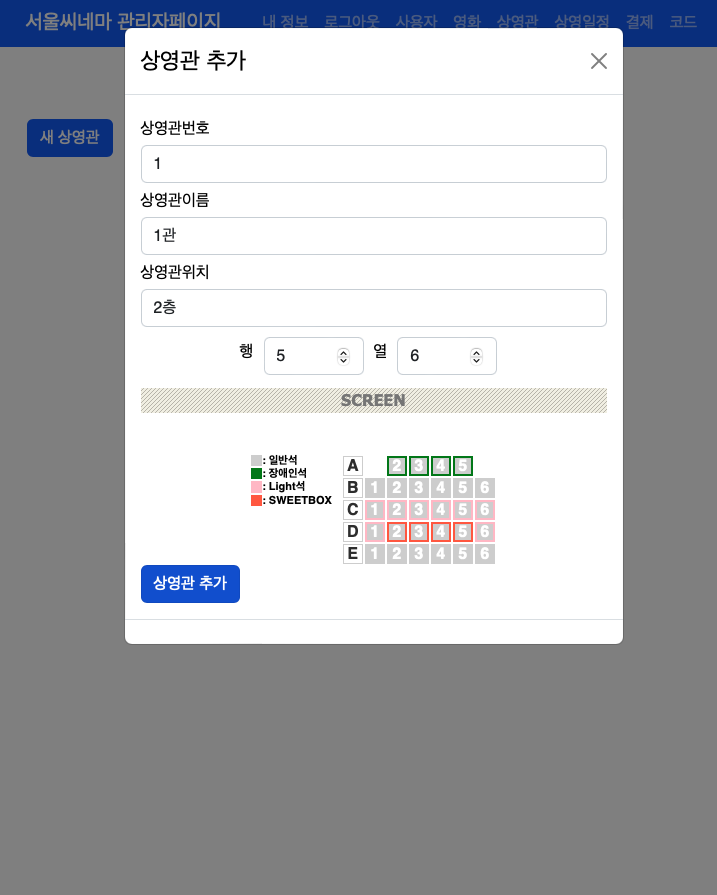 서울씨네마 관리자페이지 내 정보 로그아웃 사용자 영화 상영관 상영일정 결제 코드
상영관 추가
새 상영관
상영관번호
1
상영관이름
1관
상영관위치
2층
행 5 열 6
SCREEN
: 일반석
: 장애인석
: Light석
: SWEETBOX
A 2 3 4 5
B 1 2 3 4 5 6
C 1 2 3 4 5 6
D 1 2 3 4 5 6
E 1 2 3 4 5 6
상영관 추가